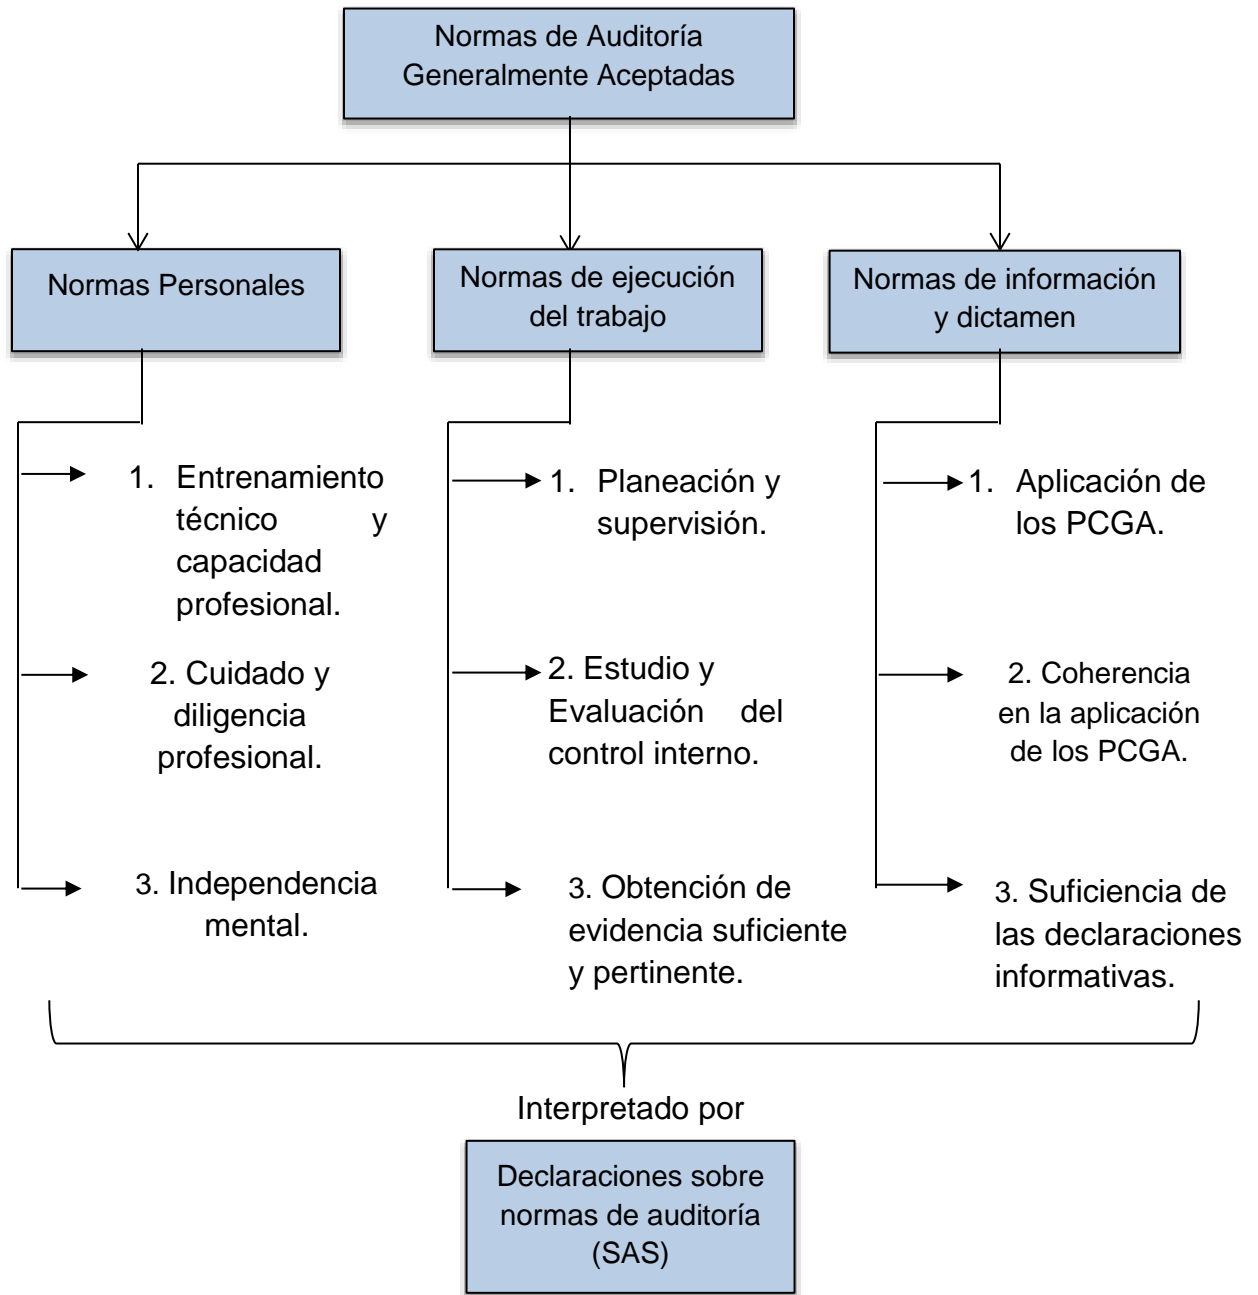 Normas de Auditoría
Generalmente Aceptadas
Normas Personales
Normas de ejecución
del trabajo
Normas de información
y dictamen
1. Entrenamiento
técnico y
capacidad
profesional.
2. Cuidado y
diligencia
profesional.
3. Independencia
mental.
1. Planeación y
supervisión.
2. Estudio y
Evaluación del
control interno.
3. Obtención de
evidencia suficiente
y pertinente.
1. Aplicación de
los PCGA.
2. Coherencia
en la aplicación
de los PCGA.
3. Suficiencia de
las declaraciones
informativas.
Interpretado por
Declaraciones sobre
normas de auditoría
(SAS)